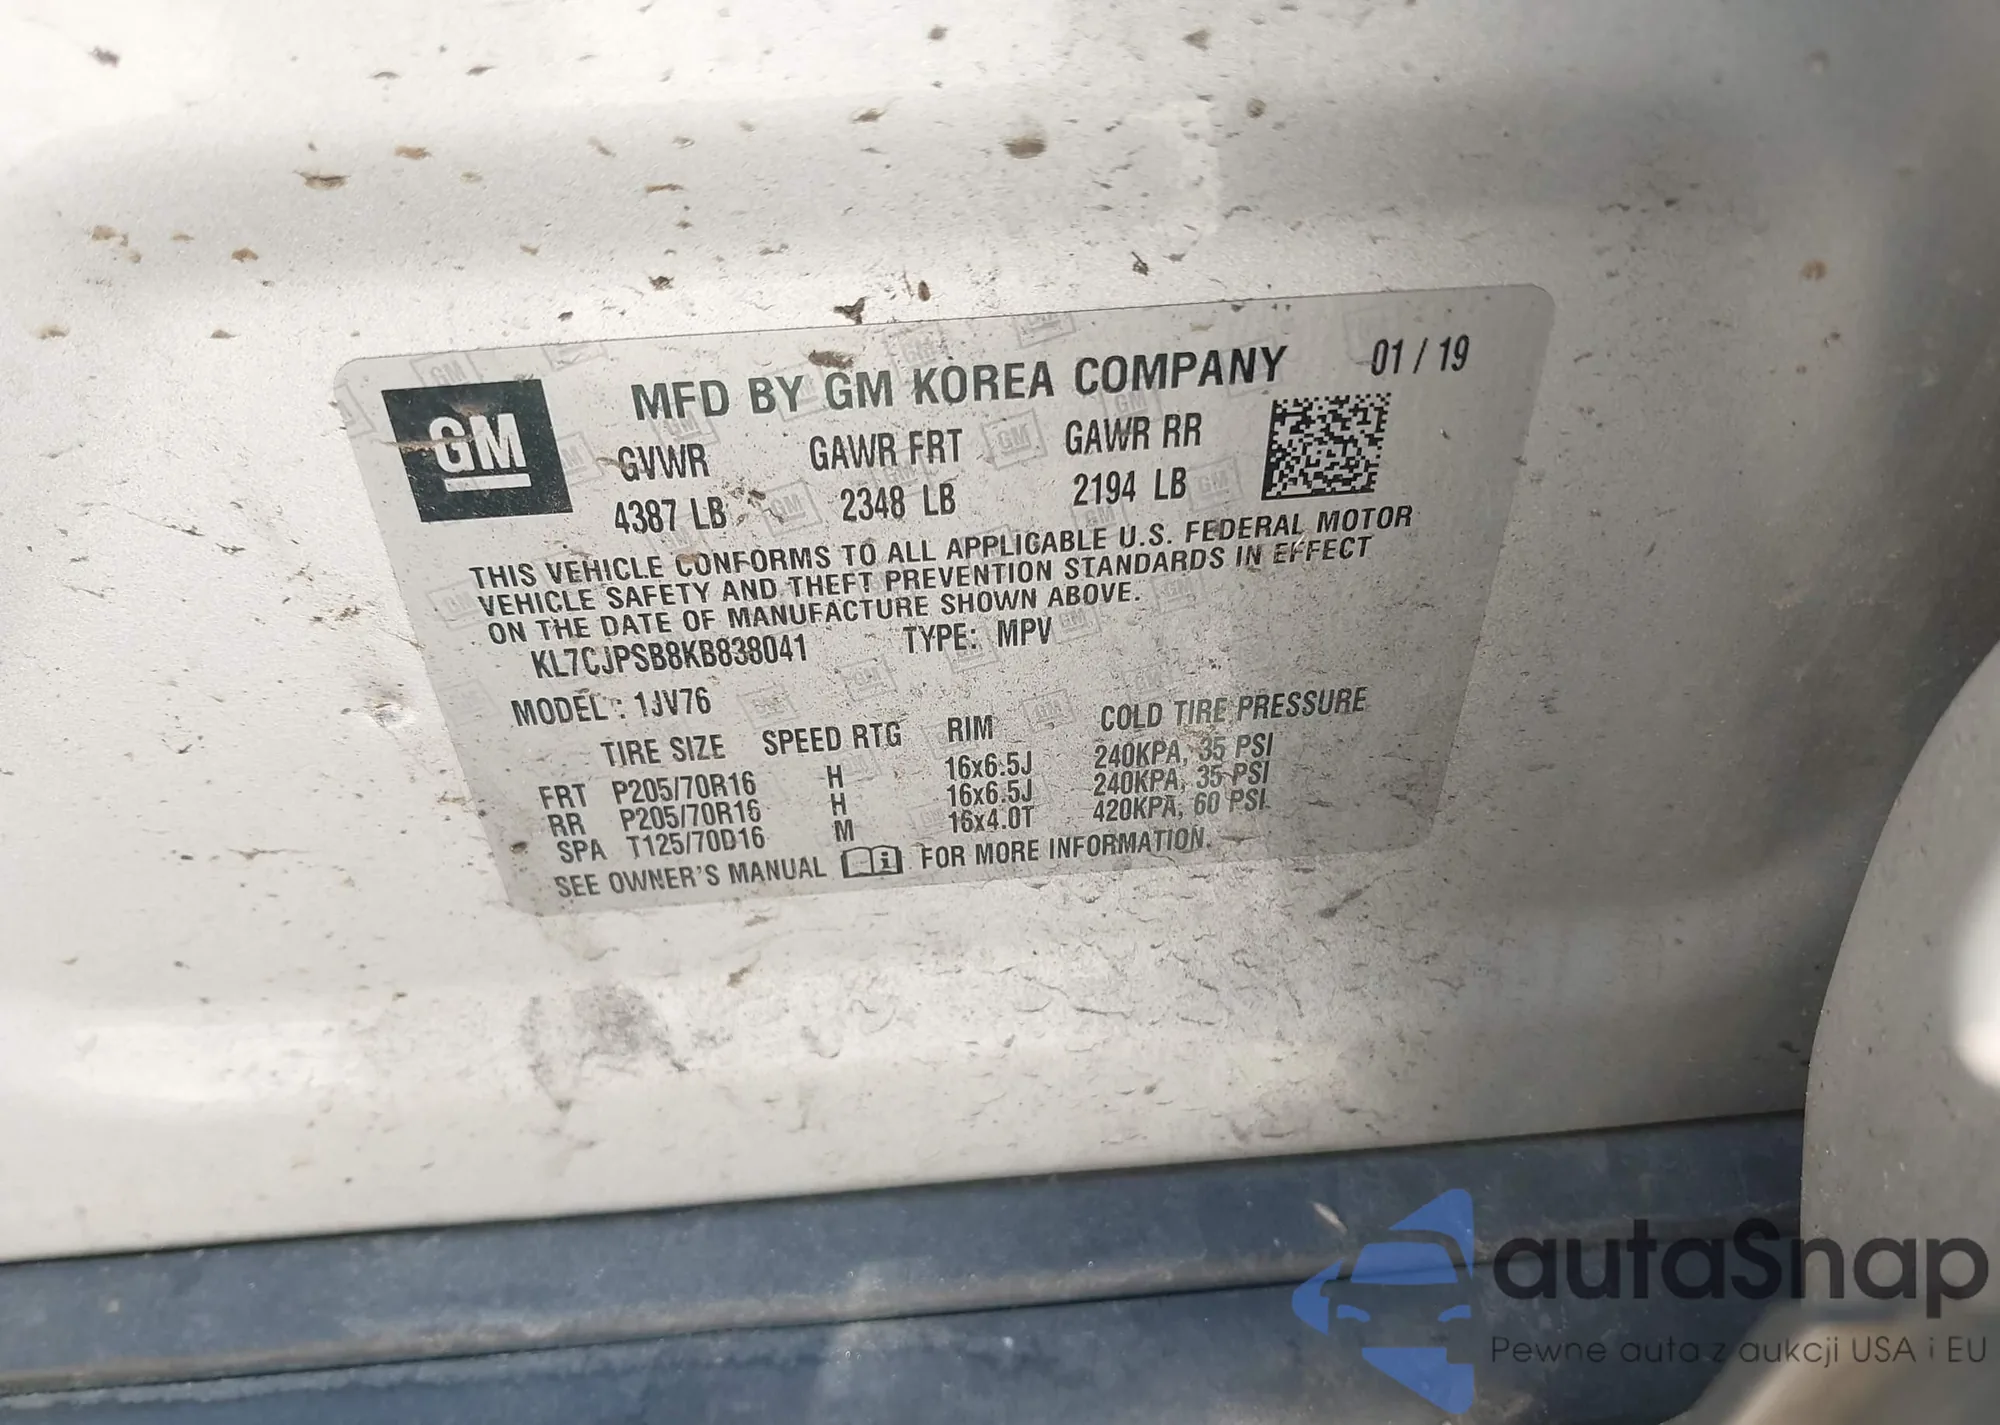 GM
MFD BY GM KOREA COMPANY 01 / 19
GVWR GAWR FRT GAWR RR
4387 LB 2348 LB 2194 LB
THIS VEHICLE CONFORMS TO ALL APPLICABLE U.S. FEDERAL MOTOR
VEHICLE SAFETY AND THEFT PREVENTION STANDARDS IN EFFECT
ON THE DATE OF MANUFACTURE SHOWN ABOVE.
KL7CJPSB8KB838041 TYPE: MPV
MODEL : 1JV76
TIRE SIZE SPEED RTG RIM COLD TIRE PRESSURE
FRT P205/70R16 H 16x6.5J 240KPA, 35 PSI
RR P205/70R16 H 16x6.5J 240KPA, 35 PSI
SPA T125/70D16 M 16x4.0T 420KPA, 60 PSI
SEE OWNER'S MANUAL FOR MORE INFORMATION.
autaSnap
Pewne auta z aukcji USA i EU